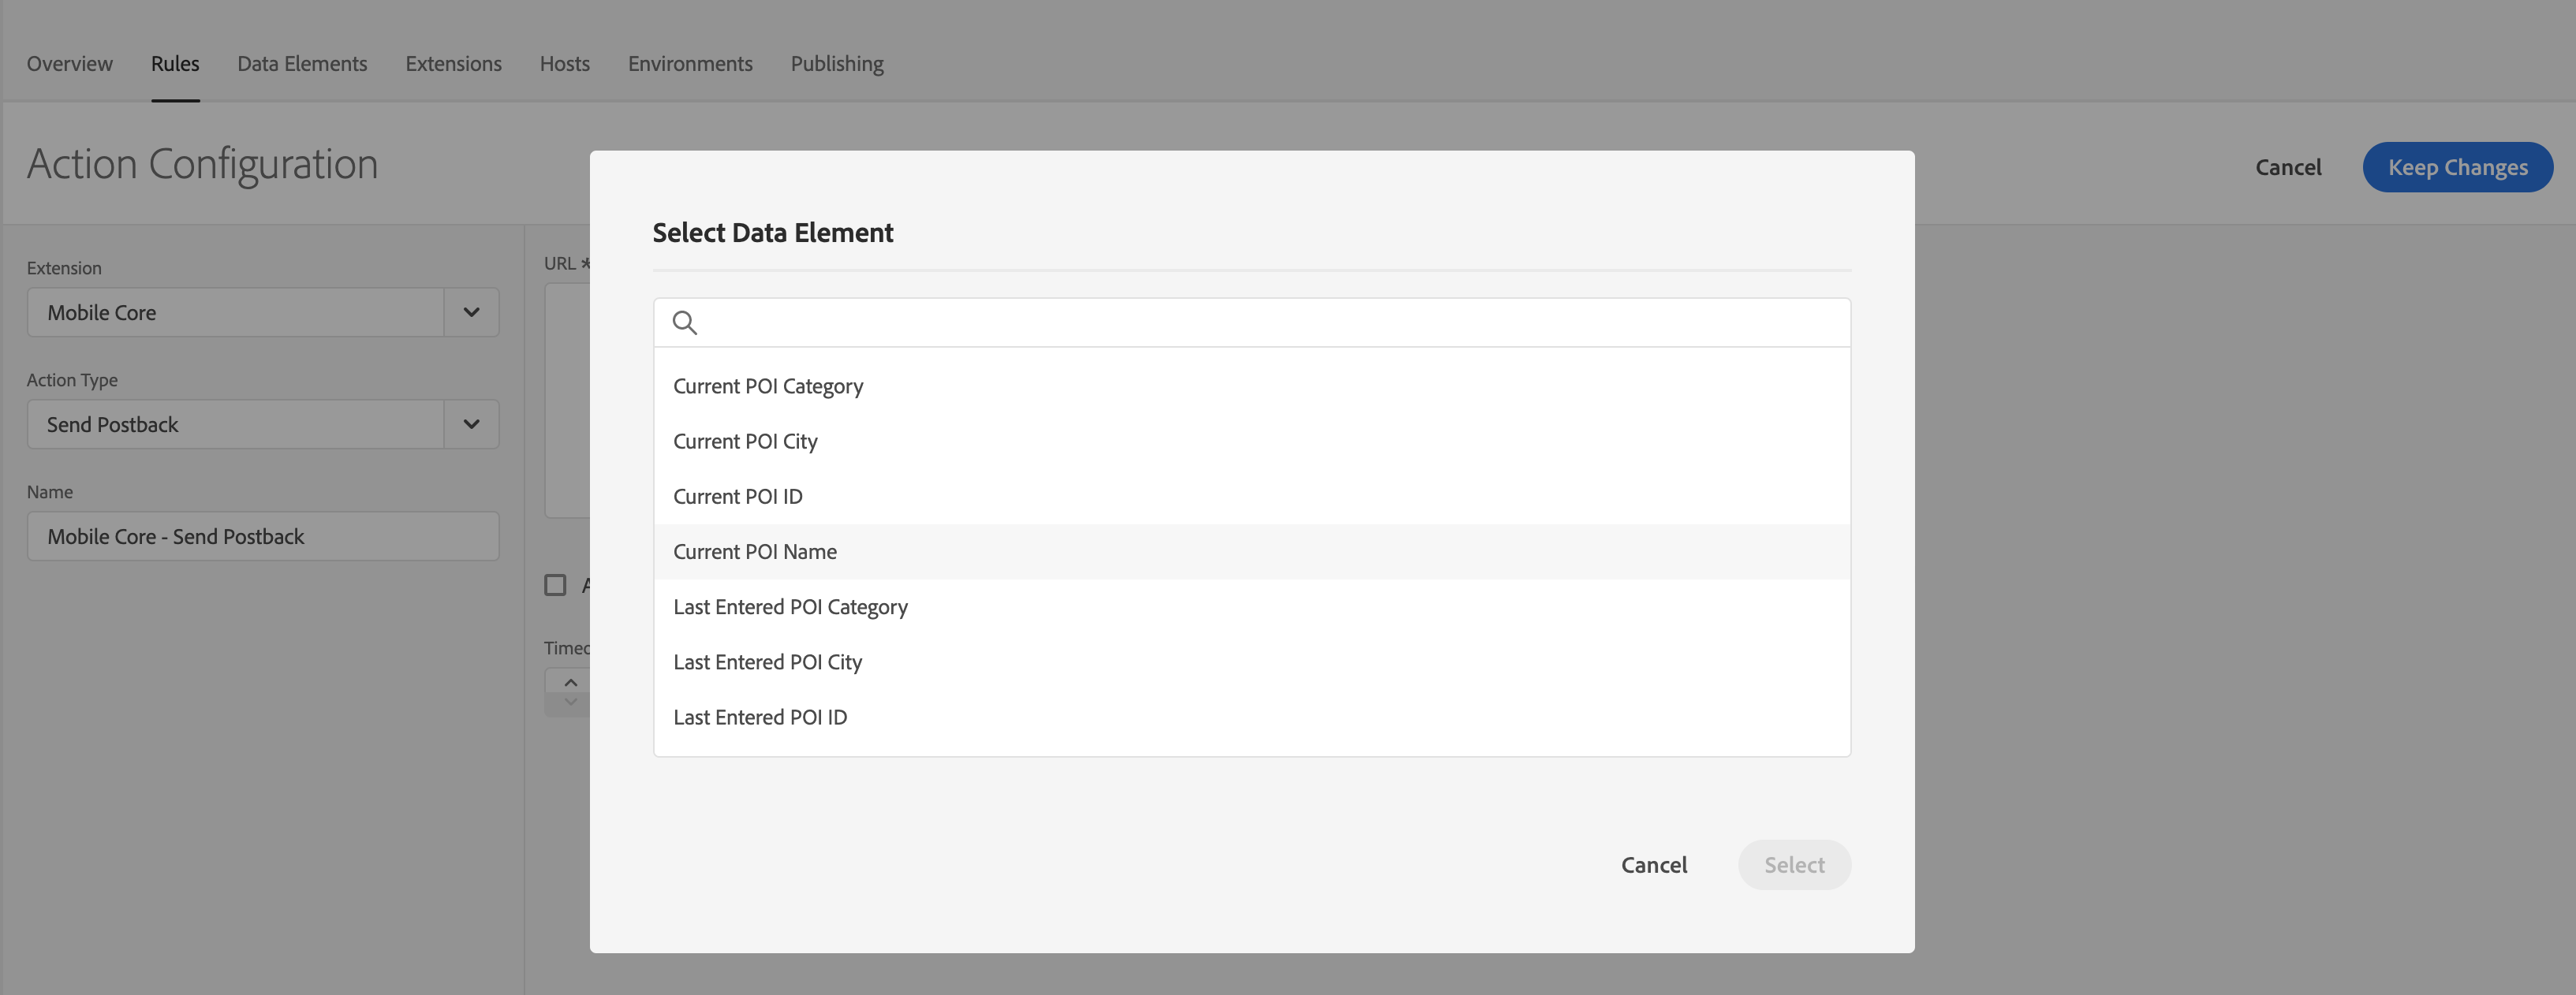 Overview Rules Data Elements Extensions Hosts Environments Publishing
Action Configuration
Cancel Keep Changes
Extension
Mobile Core
Action Type
Send Postback
Name
Mobile Core - Send Postback
URL *
Select Data Element
Current POI Category
Current POI City
Current POI ID
Current POI Name
Last Entered POI Category
Last Entered POI City
Last Entered POI ID
Cancel Select